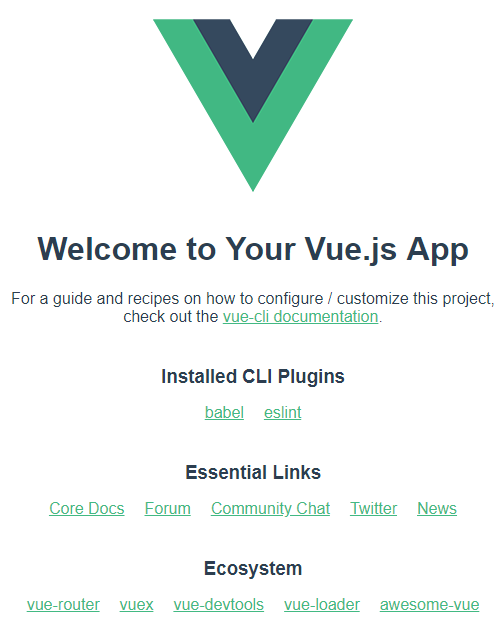 Welcome to Your Vue.js App
For a guide and recipes on how to configure / customize this project,
check out the vue-cli documentation.
Installed CLI Plugins
babel eslint
Essential Links
Core Docs Forum Community Chat Twitter News
Ecosystem
vue-router vuex vue-devtools vue-loader awesome-vue